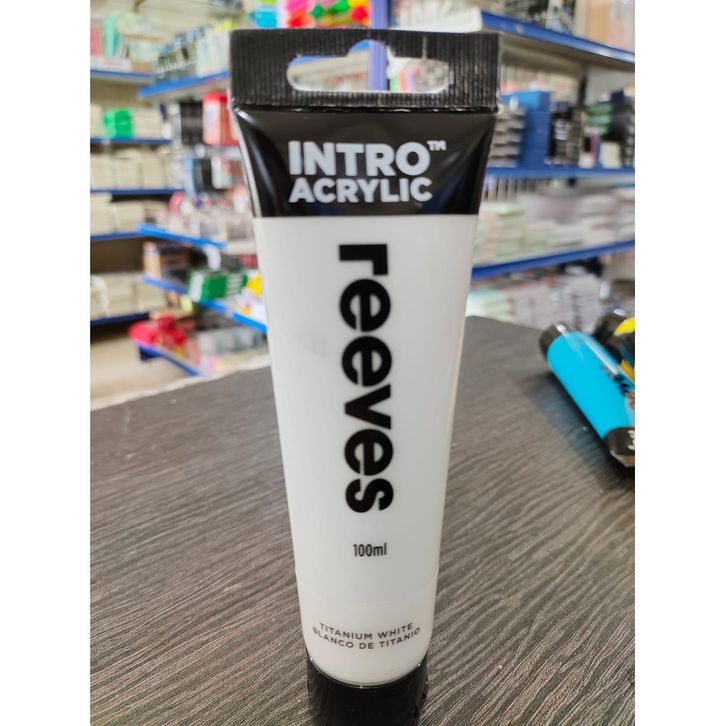 INTRO™
ACRYLIC
reeves
100ml
TITANIUM WHITE
BLANCO DE TITANIO